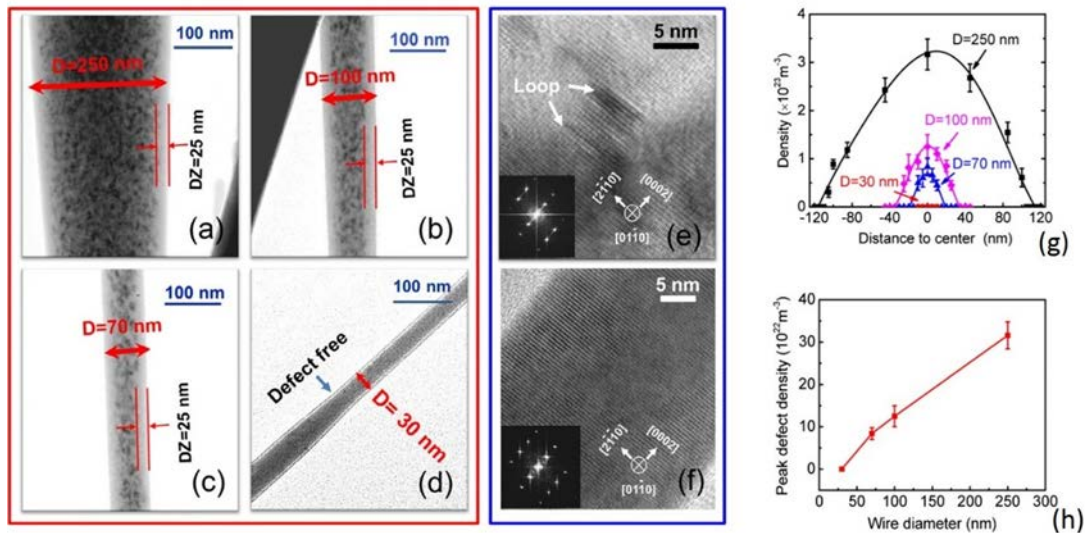 100 nm
D=250 nm
DZ=25 nm
(a)
100 nm
D=100 nm
DZ=25 nm
(b)
100 nm
D=70 nm
DZ=25 nm
(c)
100 nm
Defect free
D= 30 nm
(d)
5 nm
Loop
[2̄110]
[0002]
[011̄0]
(e)
5 nm
[2̄110]
[0002]
[011̄0]
(f)
Density (×10²³m⁻³)
4
3
2
1
0
D=250 nm
D=100 nm
D=70 nm
D=30 nm
-120 -80 -40 0 40 80 120
Distance to center (nm)
(g)
Peak defect density (10²²m⁻³)
40
30
20
10
0
0 50 100 150 200 250 300
Wire diameter (nm)
(h)